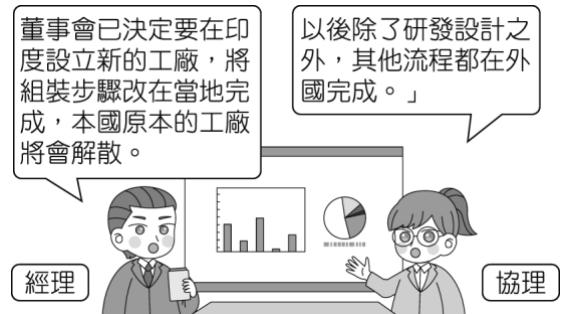 董事會已決定要在印
度設立新的工廠，將
組裝步驟改在當地完
成，本國原本的工廠
將會解散。
以後除了研發設計之
外，其他流程都在外
國完成。」
經理
協理